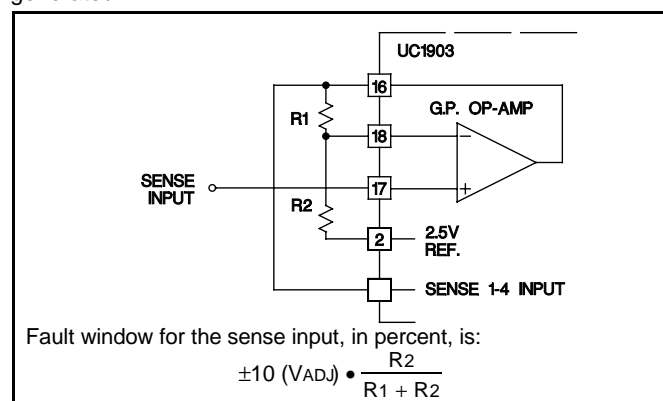 UC1903
16
G.P. OP-AMP
R1
18
−
SENSE
INPUT
17
+
R2
2
2.5V
REF.
SENSE 1-4 INPUT
Fault window for the sense input, in percent, is:
±10 (VADJ) • R2
R1 + R2